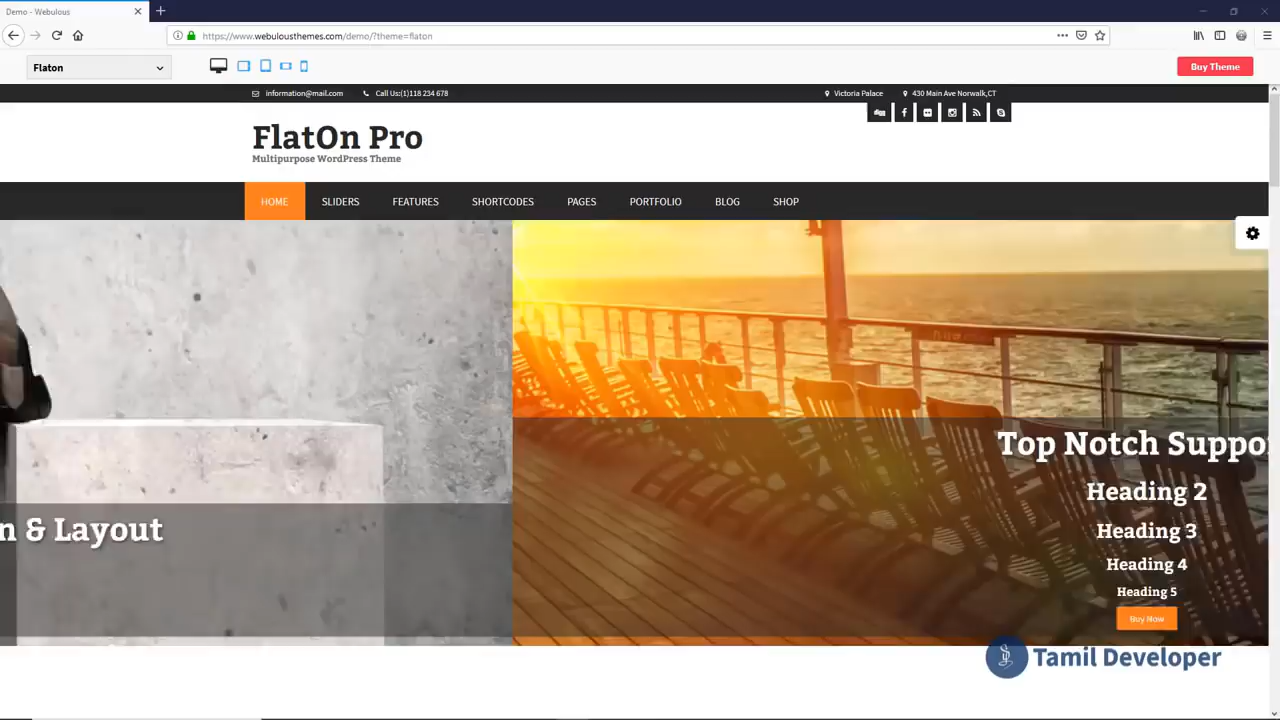 Demo - Webulous
https://www.webulousthemes.com/demo/?theme=flaton
Flaton
Buy Theme
information@mail.com
Call Us:(1)118 234 678
Victoria Palace
430 Main Ave Norwalk,CT
FlatOn Pro
Multipurpose WordPress Theme
HOME
SLIDERS
FEATURES
SHORTCODES
PAGES
PORTFOLIO
BLOG
SHOP
n & Layout
Top Notch Suppo
Heading 2
Heading 3
Heading 4
Heading 5
Buy Now
Tamil Developer